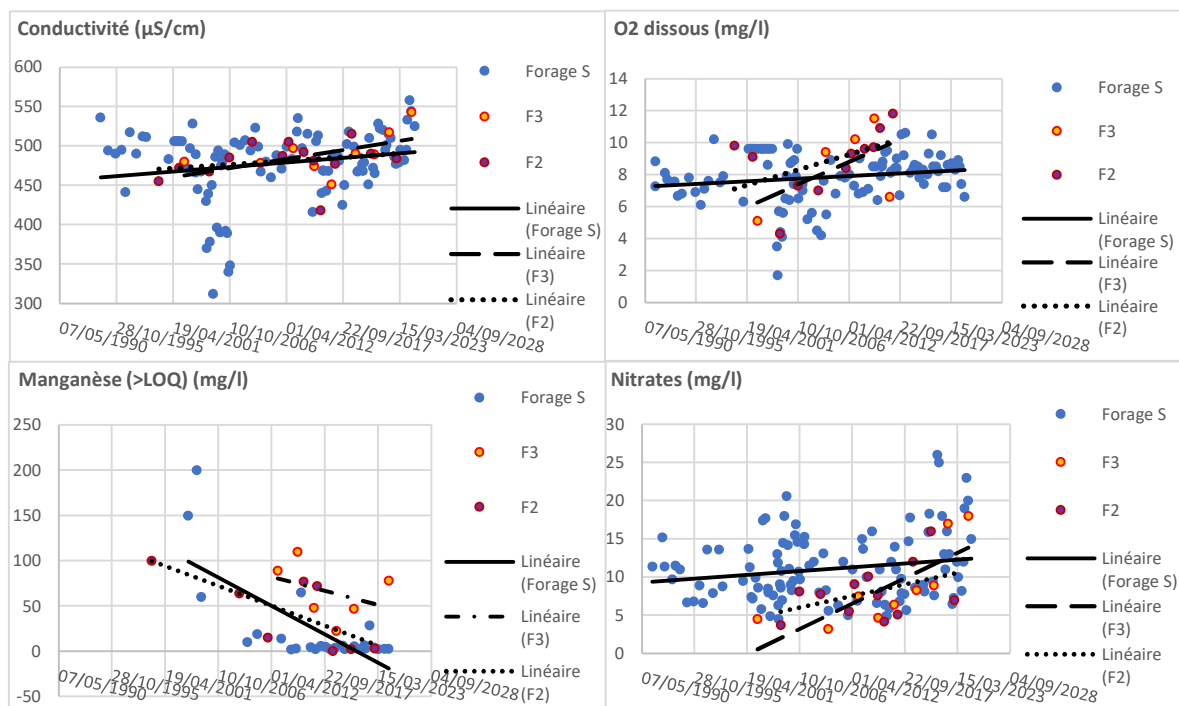 Conductivité (µS/cm)
600
550
500
450
400
350
300
07/05/1990
28/10/1995
19/04/2001
10/10/2006
01/04/2012
22/09/2017
15/03/2023
04/09/2028
Forage S
F3
F2
Linéaire
(Forage S)
Linéaire
(F3)
Linéaire
(F2)
O2 dissous (mg/l)
14
12
10
8
6
4
2
0
07/05/1990
28/10/1995
19/04/2001
10/10/2006
01/04/2012
22/09/2017
15/03/2023
04/09/2028
Forage S
F3
F2
Linéaire
(Forage S)
Linéaire
(F3)
Linéaire
(F2)
Manganèse (>LOQ) (mg/l)
250
200
150
100
50
0
-50
07/05/1990
28/10/1995
19/04/2001
10/10/2006
01/04/2012
22/09/2017
15/03/2023
04/09/2028
Forage S
F3
F2
Linéaire
(Forage S)
Linéaire
(F3)
Linéaire
(F2)
Nitrates (mg/l)
30
25
20
15
10
5
0
07/05/1990
28/10/1995
19/04/2001
10/10/2006
01/04/2012
22/09/2017
15/03/2023
04/09/2028
Forage S
F3
F2
Linéaire
(Forage S)
Linéaire
(F3)
Linéaire
(F2)